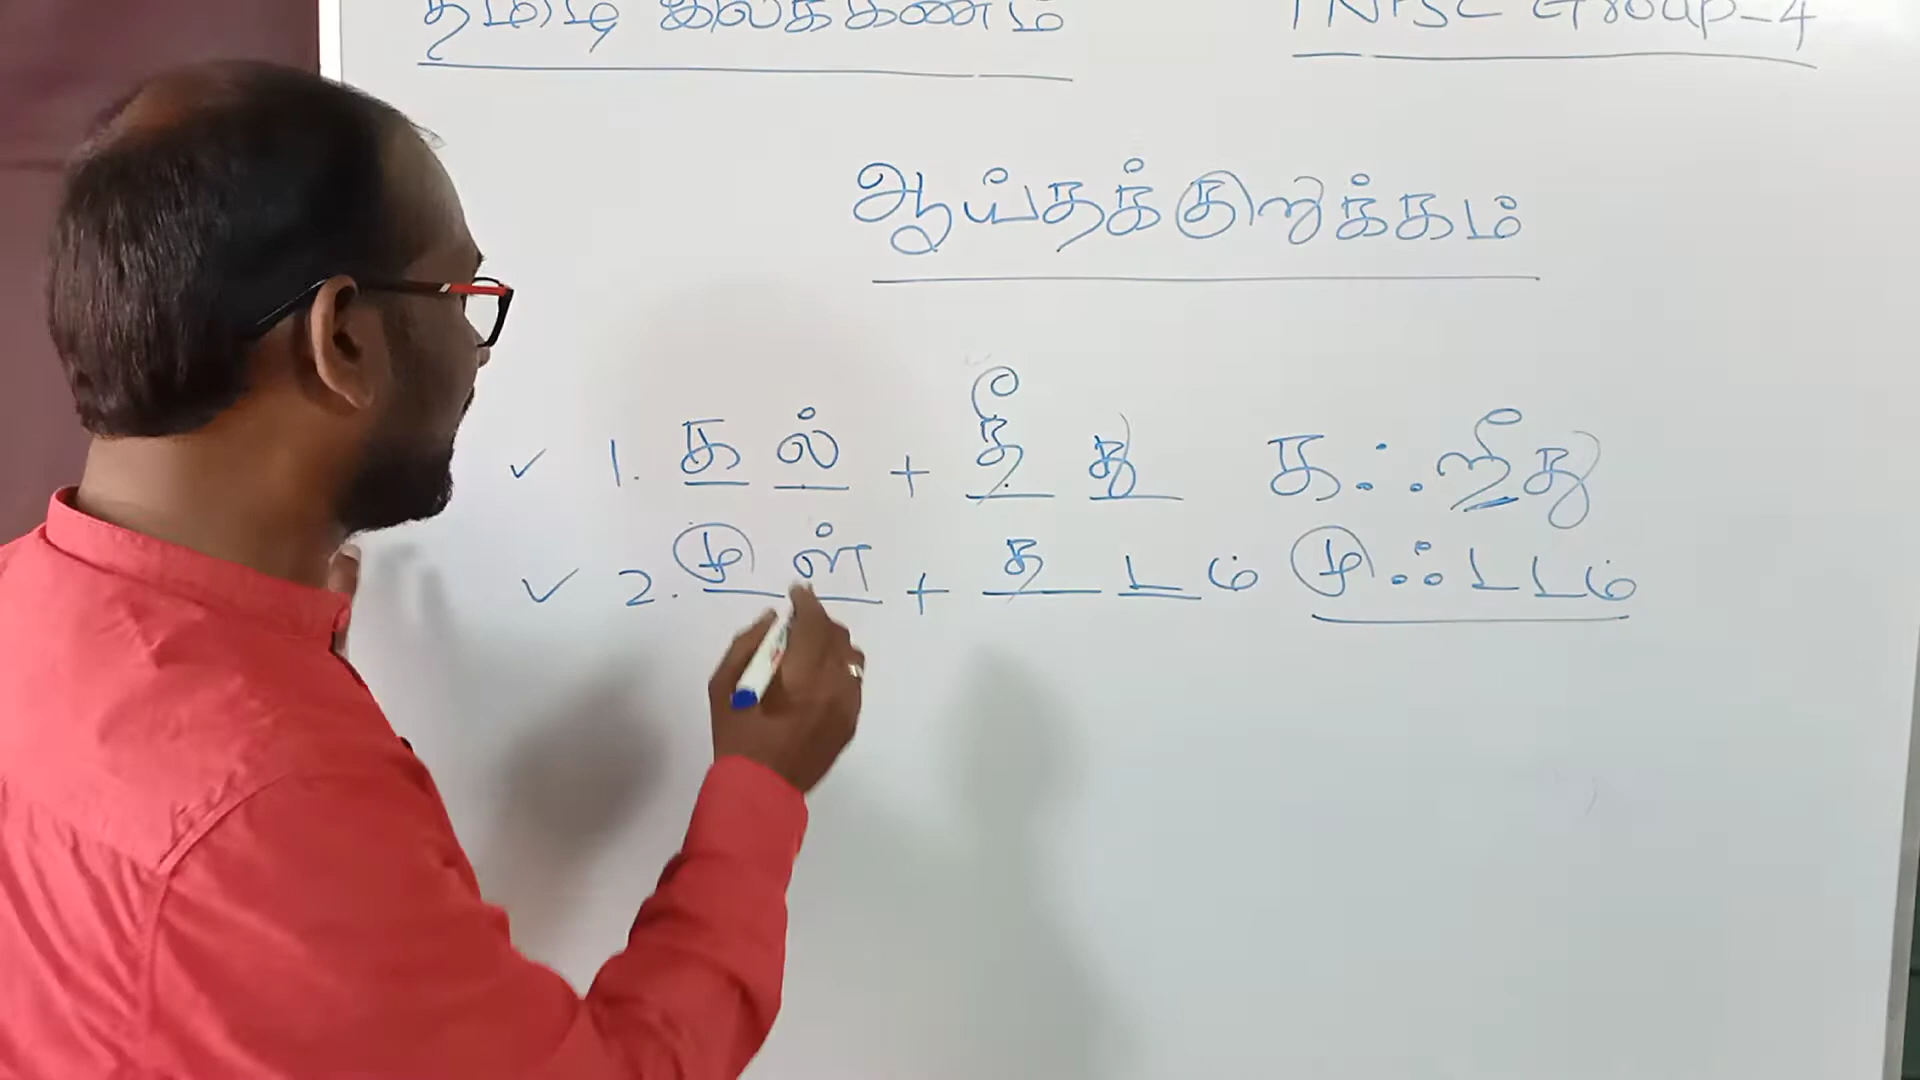 தமிழ் இலக்கணம் TNPSC Group-4
ஆய்தக்குறுக்கம்
✓ 1. கல் + தீது கஃறீது
✓ 2. முள் + தடம் முஃடடம்